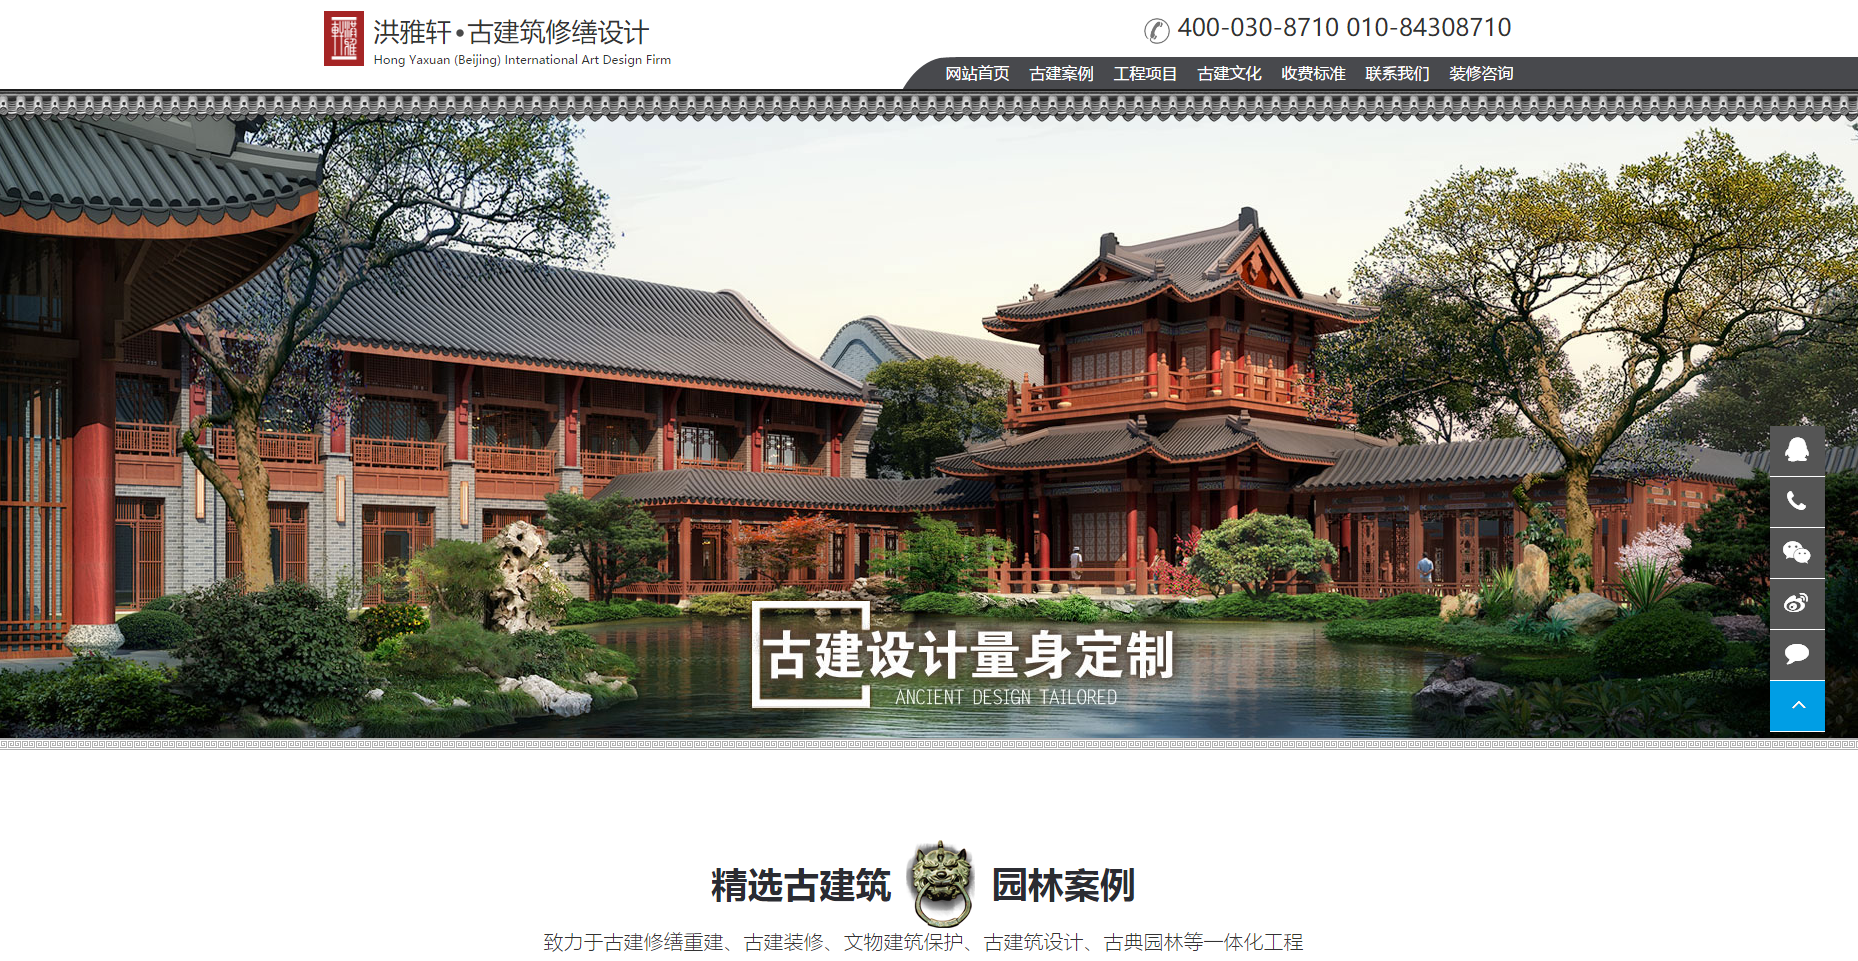 洪雅轩•古建筑修缮设计
Hong Yaxuan (Beijing) International Art Design Firm
400-030-8710 010-84308710
网站首页 古建案例 工程项目 古建文化 收费标准 联系我们 装修咨询
古建设计量身定制
ANCIENT DESIGN TAILORED
精选古建筑 园林案例
致力于古建修缮重建、古建装修、文物建筑保护、古建筑设计、古典园林等一体化工程